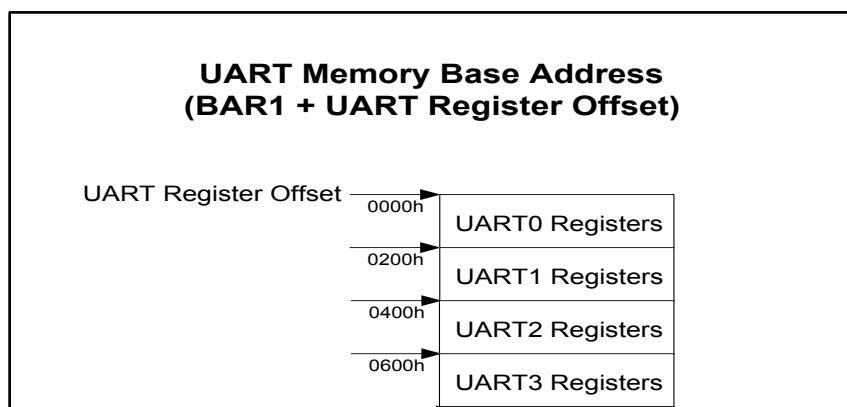 UART Memory Base Address
(BAR1 + UART Register Offset)
UART Register Offset
0000h
UART0 Registers
0200h
UART1 Registers
0400h
UART2 Registers
0600h
UART3 Registers